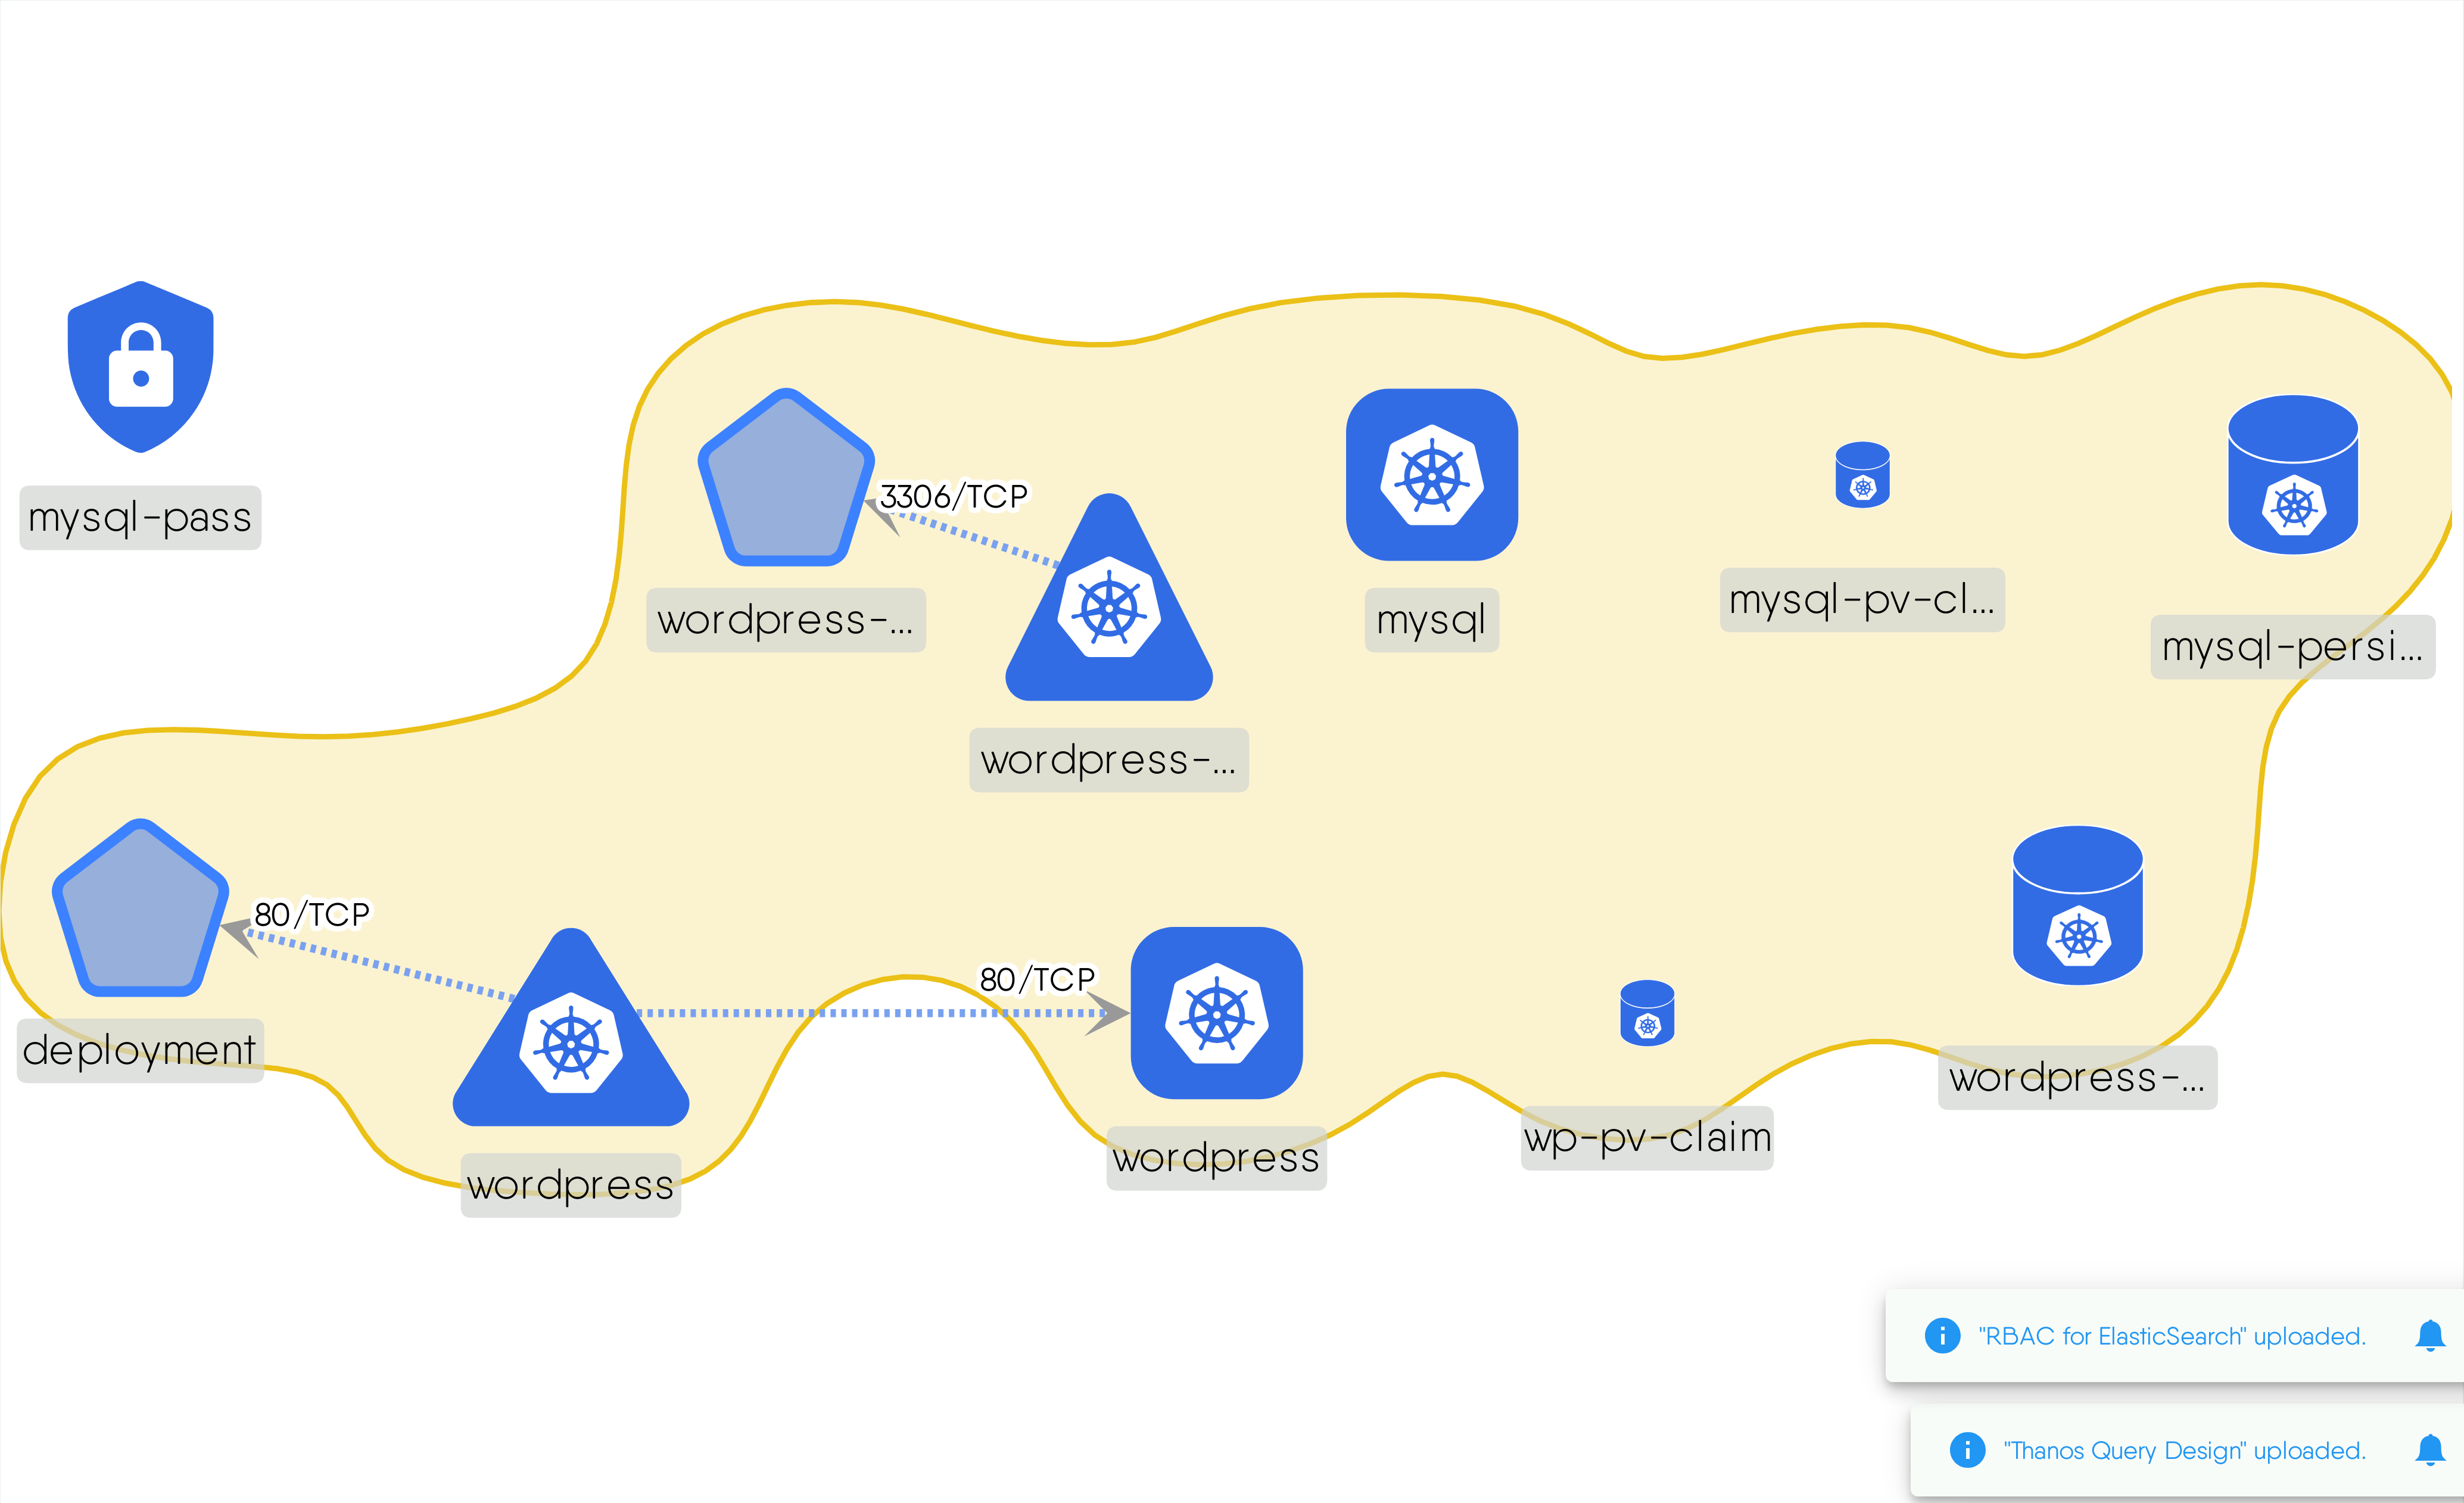 mysql-pass
3306/TCP
wordpress-...
wordpress-...
mysql
mysql-pv-cl...
mysql-persi...
80/TCP
deployment
wordpress
80/TCP
wordpress
wp-pv-claim
wordpress-...
"RBAC for ElasticSearch" uploaded.
"Thanos Query Design" uploaded.